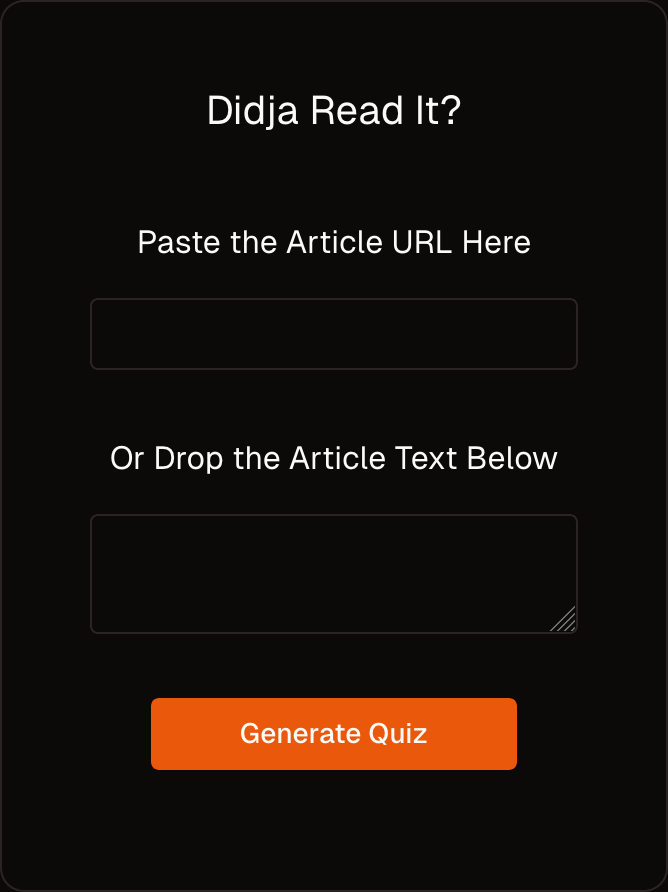 Didja Read It?
Paste the Article URL Here
Or Drop the Article Text Below
Generate Quiz